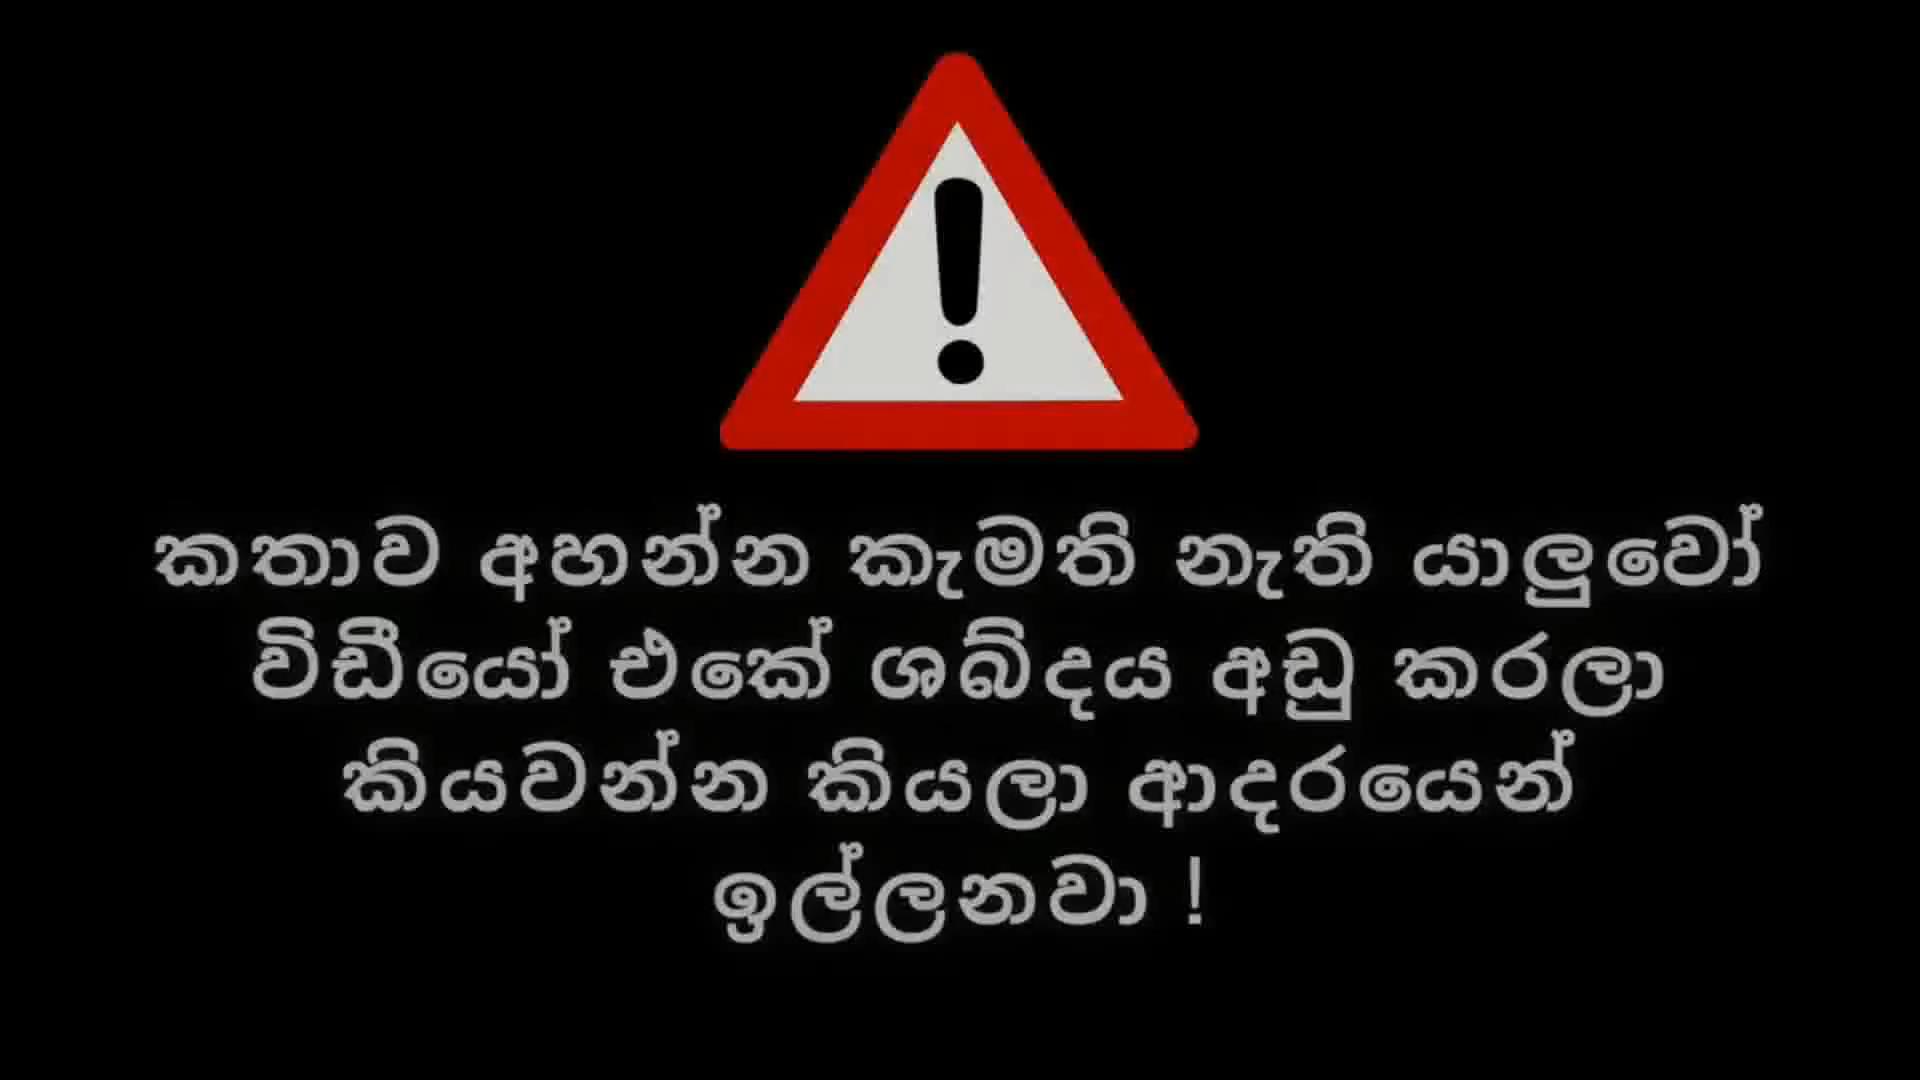 කතාව අහන්න කැමති නැති යාලුවෝ
විඩීයෝ එකේ ශබ්දය අඩු කරලා
කියවන්න කියලා ආදරයෙන්
ඉල්ලනවා !